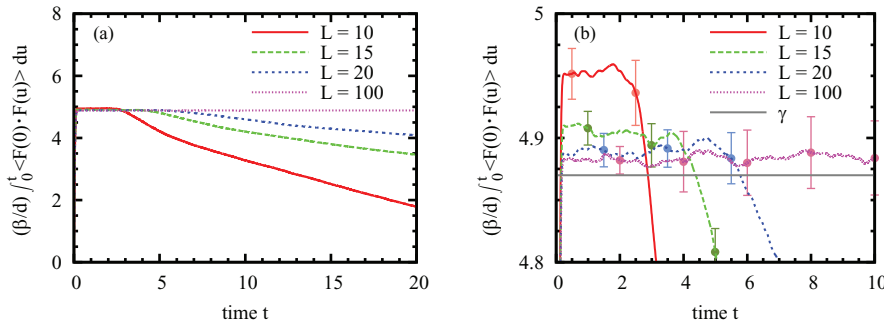 (a)
L = 10
L = 15
L = 20
L = 100
8
6
4
2
0
0 5 10 15 20
time t
(β/d) ∫₀ᵗ<F(0) · F(u)> du
(b)
L = 10
L = 15
L = 20
L = 100
γ
5
4.9
4.8
0 2 4 6 8 10
time t
(β/d) ∫₀ᵗ<F(0) · F(u)> du